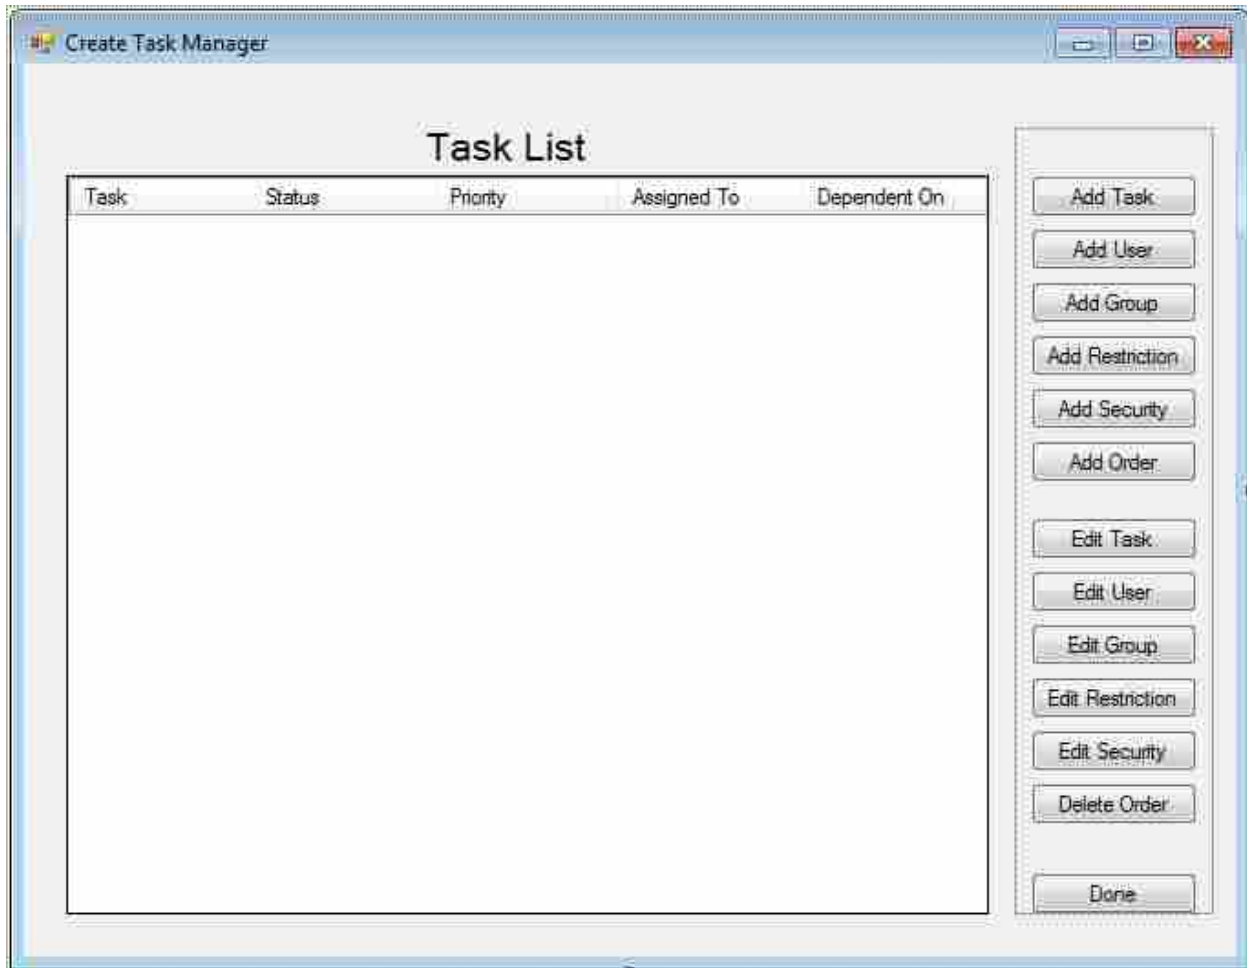 Create Task Manager
Task List
Task Status Priority Assigned To Dependent On
Add Task
Add User
Add Group
Add Restriction
Add Security
Add Order
Edit Task
Edit User
Edit Group
Edit Restriction
Edit Security
Delete Order
Done